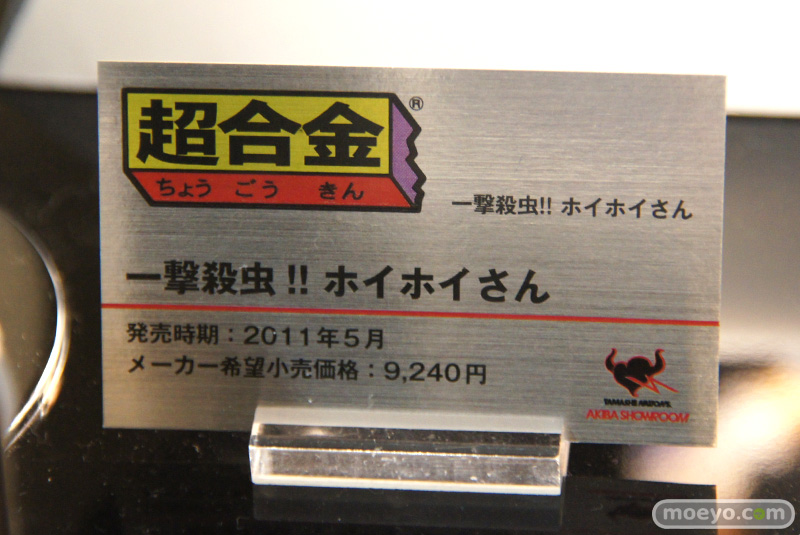 超合金®
ちょう ごう きん
一撃殺虫!! ホイホイさん
一撃殺虫!! ホイホイさん
発売時期：2011年5月
メーカー希望小売価格：9,240円
TAMASHII NATIONS
AKIBA SHOWROOM
moeyo.com